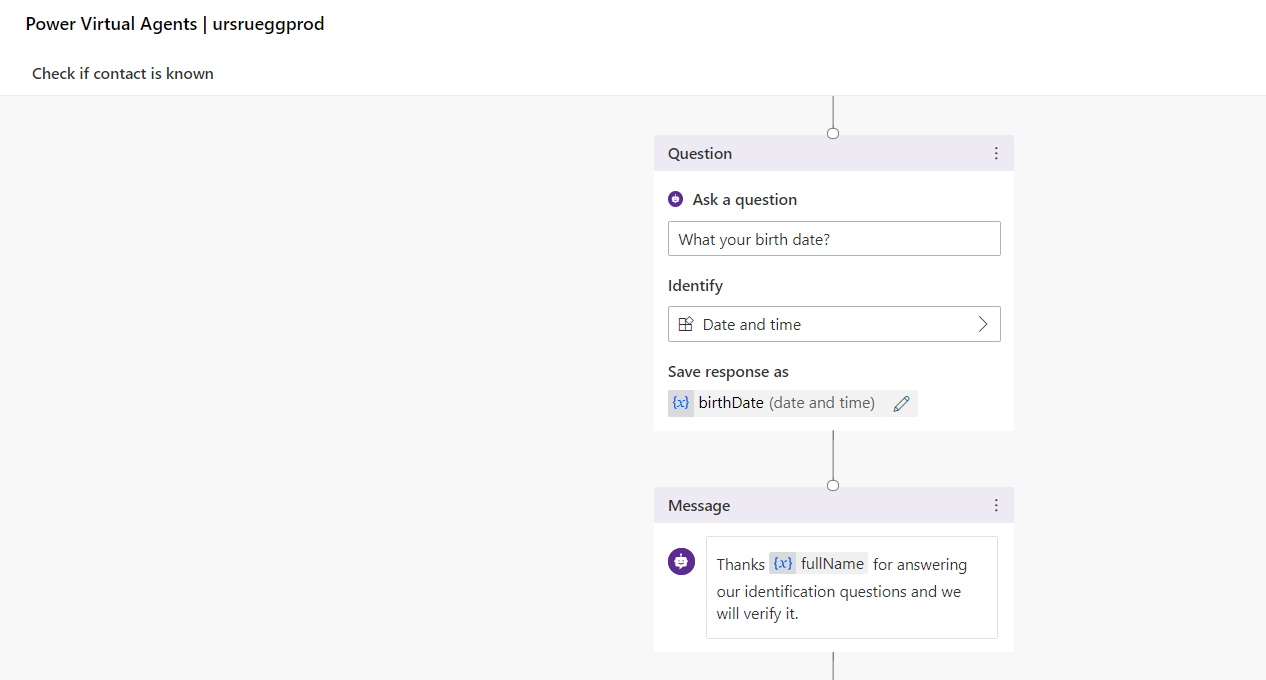 Power Virtual Agents | ursrueggprod
Check if contact is known
Question
Ask a question
What your birth date?
Identify
Date and time
Save response as
{x} birthDate (date and time)
Message
Thanks {x} fullName for answering
our identification questions and we
will verify it.